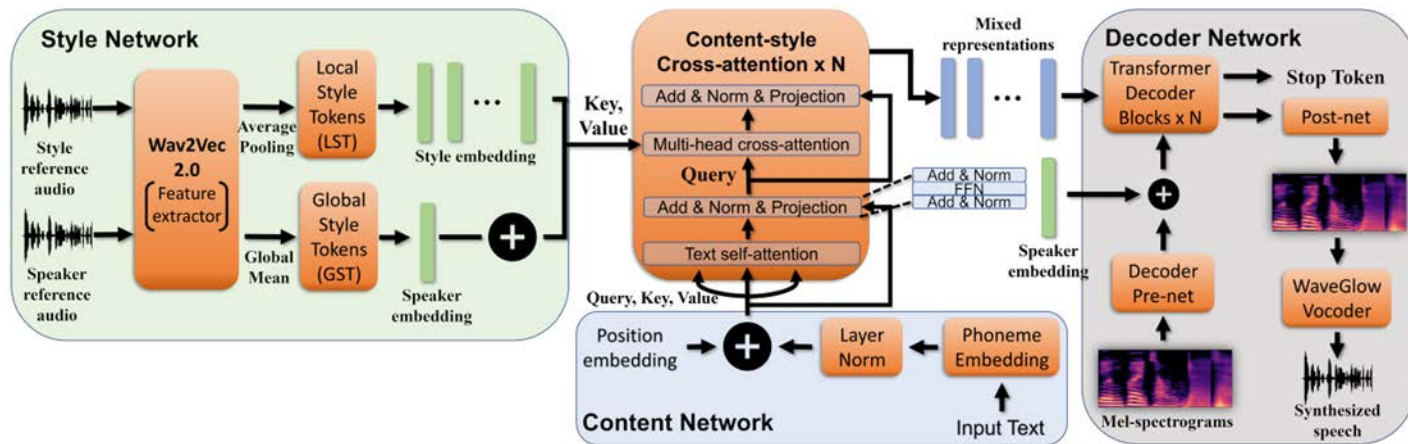 Style Network
Style
reference
audio
Speaker
reference
audio
Wav2Vec
2.0
Feature
extractor
Average
Pooling
Global
Mean
Local
Style
Tokens
(LST)
Global
Style
Tokens
(GST)
...
Style embedding
Speaker
embedding
Key,
Value
Content-style
Cross-attention x N
Add & Norm & Projection
Multi-head cross-attention
Query
Add & Norm & Projection
Text self-attention
Query, Key, Value
Mixed
representations
...
Add & Norm
FFN
Add & Norm
Speaker
embedding
Position
embedding
Layer
Norm
Phoneme
Embedding
Content Network
Input Text
Decoder Network
Transformer
Decoder
Blocks x N
Stop Token
Post-net
Decoder
Pre-net
WaveGlow
Vocoder
Mel-spectrograms
Synthesized
speech